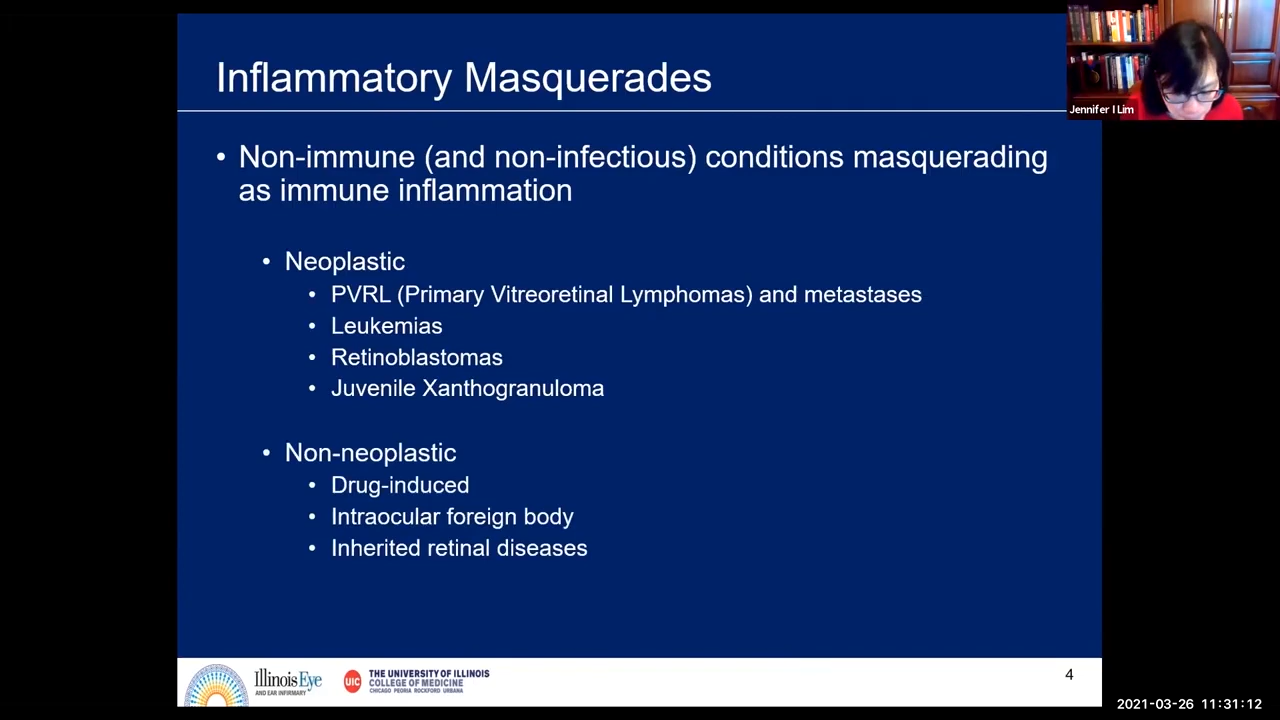 Inflammatory Masquerades
Jennifer I Lim
• Non-immune (and non-infectious) conditions masquerading
as immune inflammation
• Neoplastic
• PVRL (Primary Vitreoretinal Lymphomas) and metastases
• Leukemias
• Retinoblastomas
• Juvenile Xanthogranuloma
• Non-neoplastic
• Drug-induced
• Intraocular foreign body
• Inherited retinal diseases
Illinois Eye
AND EAR INFIRMARY
UIC
THE UNIVERSITY OF ILLINOIS
COLLEGE OF MEDICINE
CHICAGO PEORIA ROCKFORD URBANA
4
2021-03-26 11:31:12